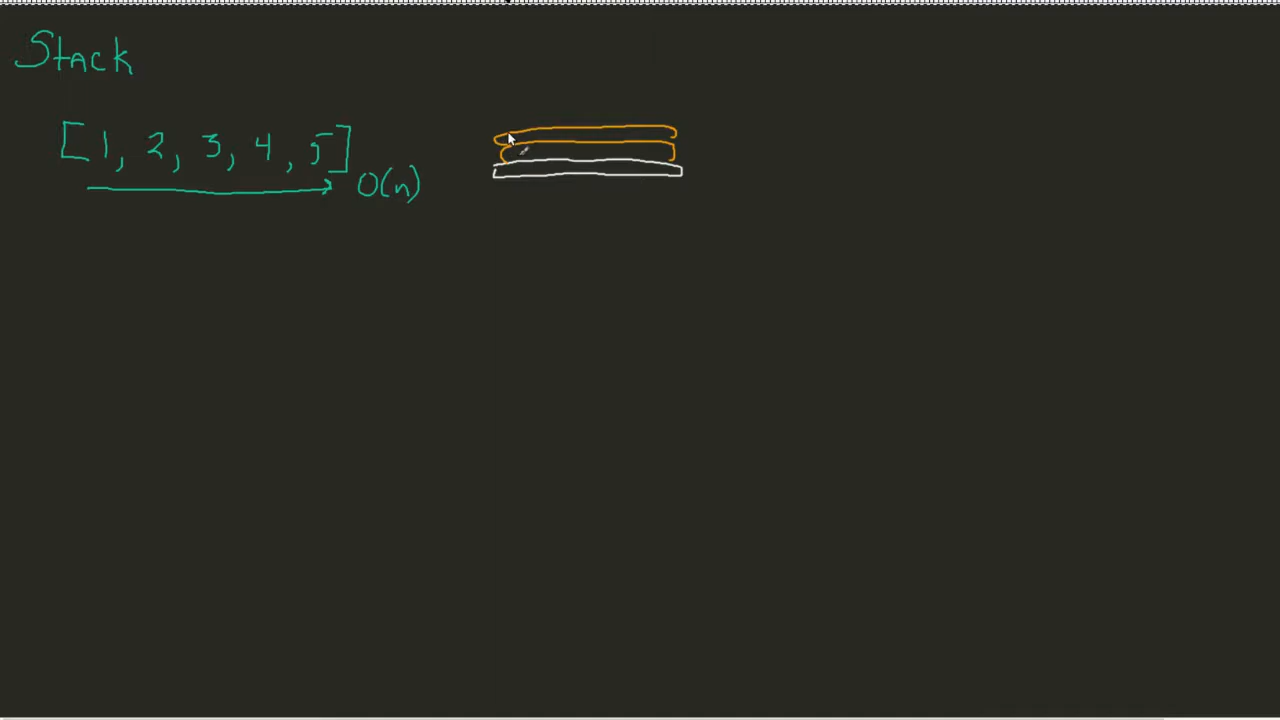 Stack
[1, 2, 3, 4, 5]
O(n)